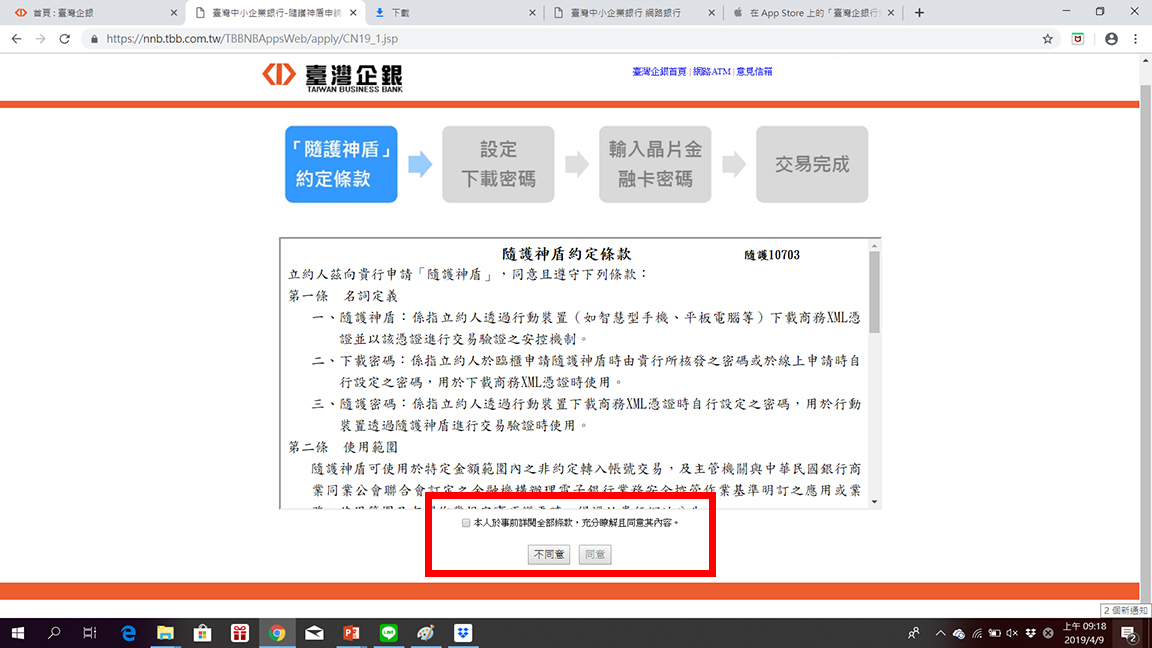 首頁 : 臺灣企銀
臺灣中小企業銀行-隨護神盾申請
下載
臺灣中小企業銀行 網路銀行
在 App Store 上的「臺灣企銀行
https://nnb.tbb.com.tw/TBBNBAppsWeb/apply/CN19_1.jsp
臺灣企銀
TAIWAN BUSINESS BANK
臺灣企銀首頁 | 網路ATM | 意見信箱
「隨護神盾」
約定條款
設定
下載密碼
輸入晶片金
融卡密碼
交易完成
隨護神盾約定條款
隨護10703
立約人茲向貴行申請「隨護神盾」,同意且遵守下列條款:
第一條 名詞定義
一、隨護神盾:係指立約人透過行動裝置(如智慧型手機、平板電腦等)下載商務XML憑
證並以該憑證進行交易驗證之安控機制。
二、下載密碼:係指立約人於臨櫃申請隨護神盾時由貴行所核發之密碼或於線上申請時自
行設定之密碼,用於下載商務XML憑證時使用。
三、隨護密碼:係指立約人透過行動裝置下載商務XML憑證時自行設定之密碼,用於行動
裝置透過隨護神盾進行交易驗證時使用。
第二條 使用範圍
隨護神盾可使用於特定金額範圍內之非約定轉入帳號交易,及主管機關與中華民國銀行商
業同業公會聯合會訂定之金融機構辦理電子銀行業務安全控管作業基準明訂之應用或業
本人於事前詳閱全部條款,充分瞭解且同意其內容。
不同意
同意
2 個新通知
上午 09:18
2019/4/9
2